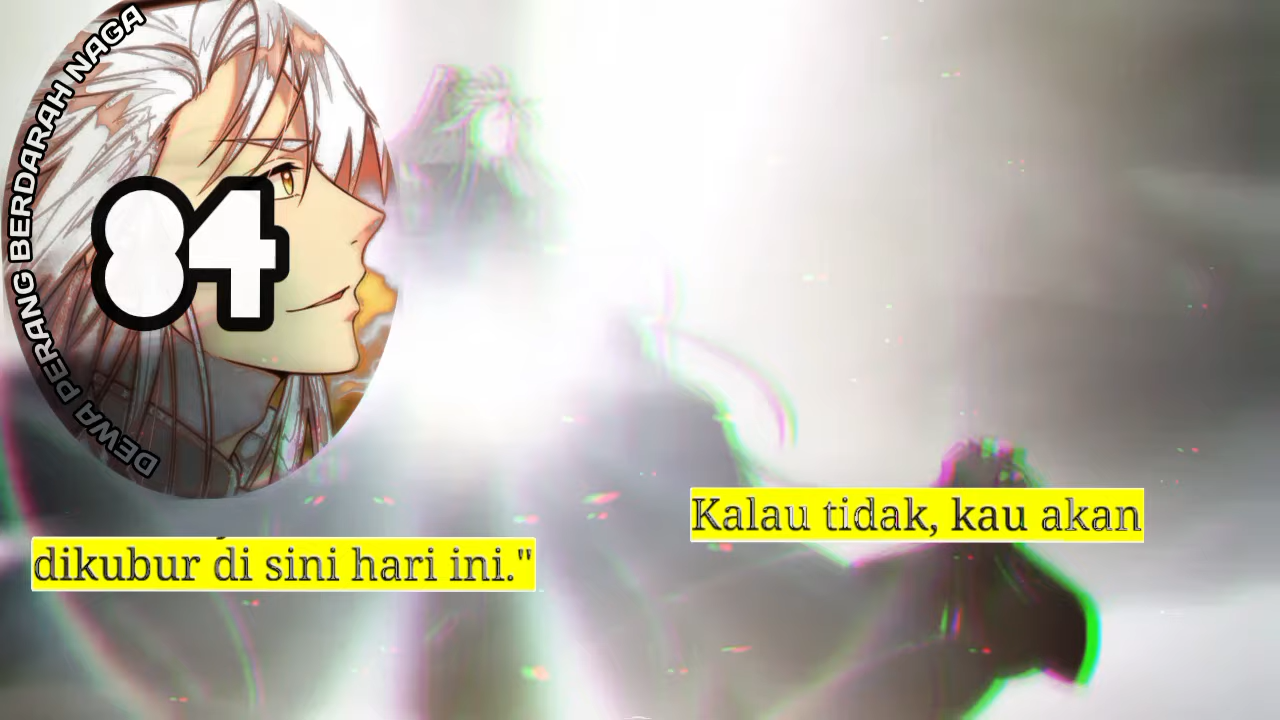 DEWA PERANG BERDARAH NAGA
84
Kalau tidak, kau akan
dikubur di sini hari ini."